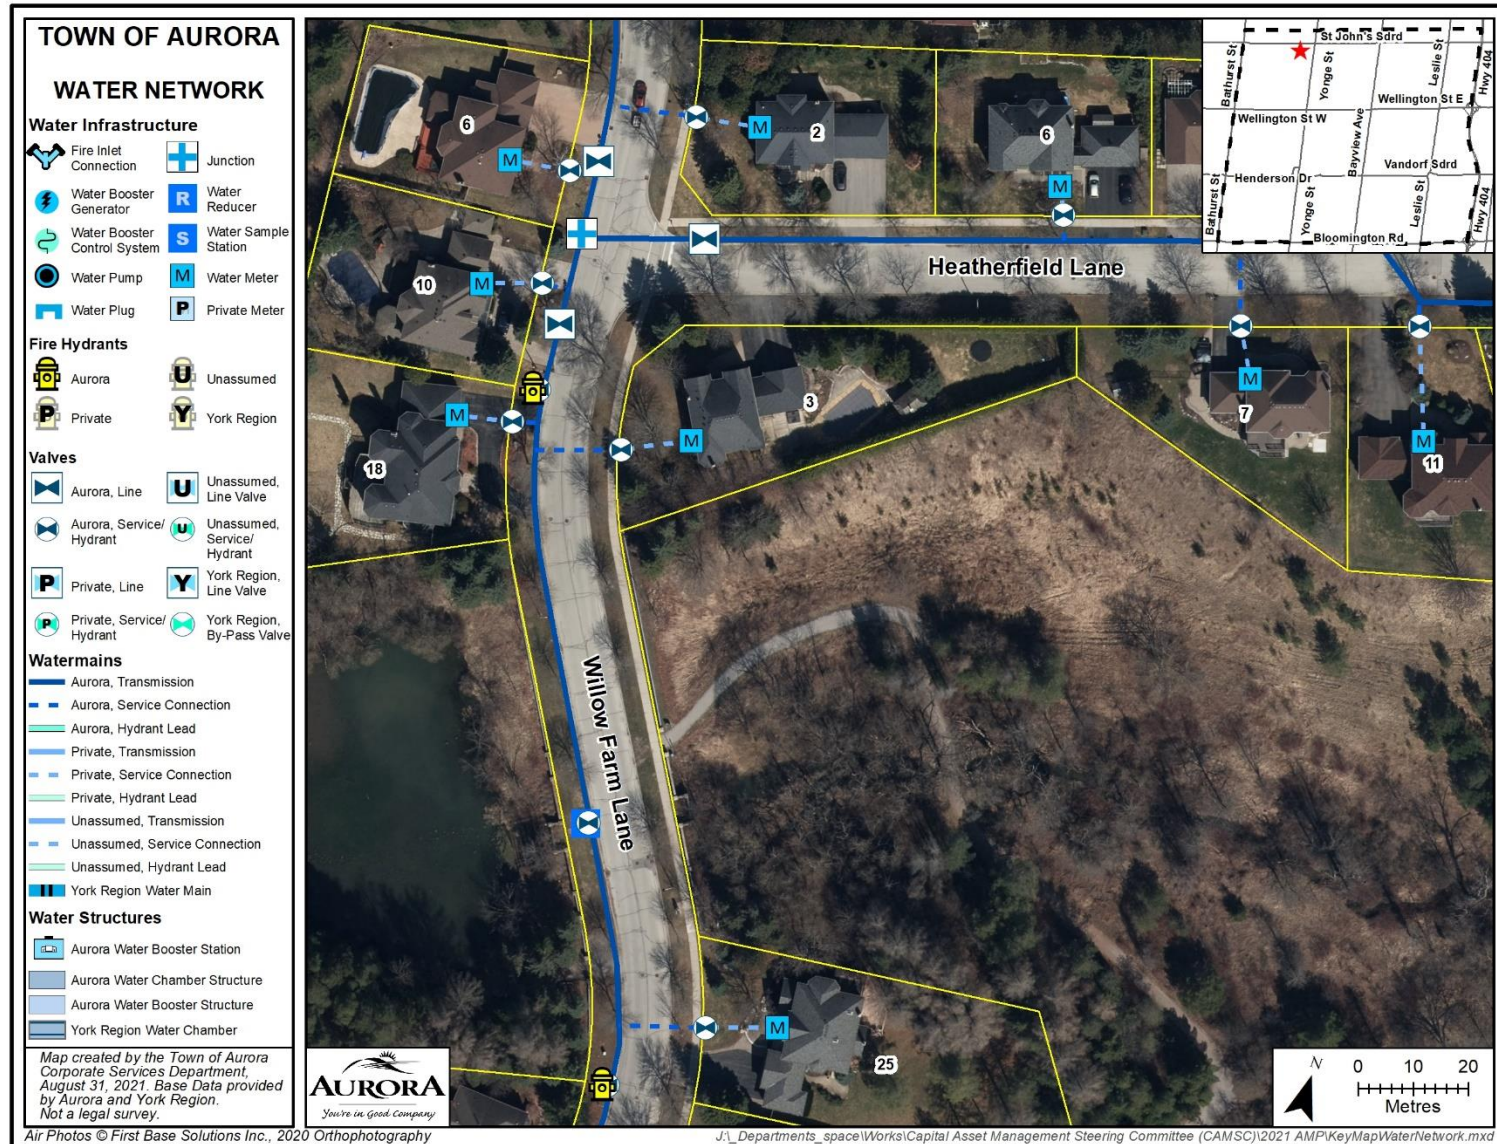 TOWN OF AURORA
WATER NETWORK
Water Infrastructure
Fire Inlet
Connection
Junction
Water Booster
Generator
R
Water
Reducer
Water Booster
Control System
S
Water Sample
Station
Water Pump
M
Water Meter
Water Plug
P
Private Meter
Fire Hydrants
Aurora
U
Unassumed
P
Private
Y
York Region
Valves
Aurora, Line
U
Unassumed,
Line Valve
Aurora, Service/
Hydrant
U
Unassumed,
Service/
Hydrant
P
Private, Line
Y
York Region,
Line Valve
P
Private, Service/
Hydrant
York Region,
By-Pass Valve
Watermains
Aurora, Transmission
Aurora, Service Connection
Aurora, Hydrant Lead
Private, Transmission
Private, Service Connection
Private, Hydrant Lead
Unassumed, Transmission
Unassumed, Service Connection
Unassumed, Hydrant Lead
York Region Water Main
Water Structures
Aurora Water Booster Station
Aurora Water Chamber Structure
Aurora Water Booster Structure
York Region Water Chamber
Map created by the Town of Aurora
Corporate Services Department,
August 31, 2021. Base Data provided
by Aurora and York Region.
Not a legal survey.
6
M
M
2
6
M
10
M
Heatherfield Lane
3
M
M
18
M
7
M
11
Willow Farm Lane
M
25
St John's Sdrd
Bathurst St
Yonge St
Leslie St
Hwy 404
Wellington St E
Wellington St W
Bayview Ave
Vandorf Sdrd
Henderson Dr
Bathurst St
Yonge St
Leslie St
Hwy 404
Bloomington Rd
AURORA
You're in Good Company
N
0 10 20
Metres
Air Photos © First Base Solutions Inc., 2020 Orthophotography
J:\_Departments_space\Works\Capital Asset Management Steering Committee (CAMSC)\2021 AMP\KeyMapWaterNetwork.mxd